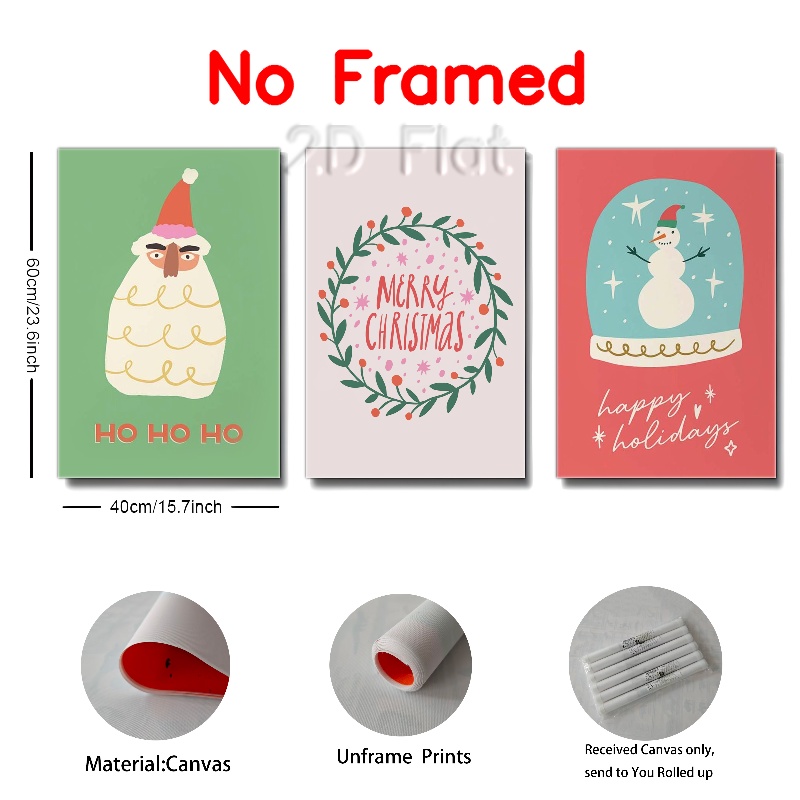 No Framed
2D Flat
60cm/23.6inch
HO HO HO
MERRY
CHRISTMAS
happy
holidays
40cm/15.7inch
Material:Canvas
Unframe Prints
Received Canvas only,
send to You Rolled up